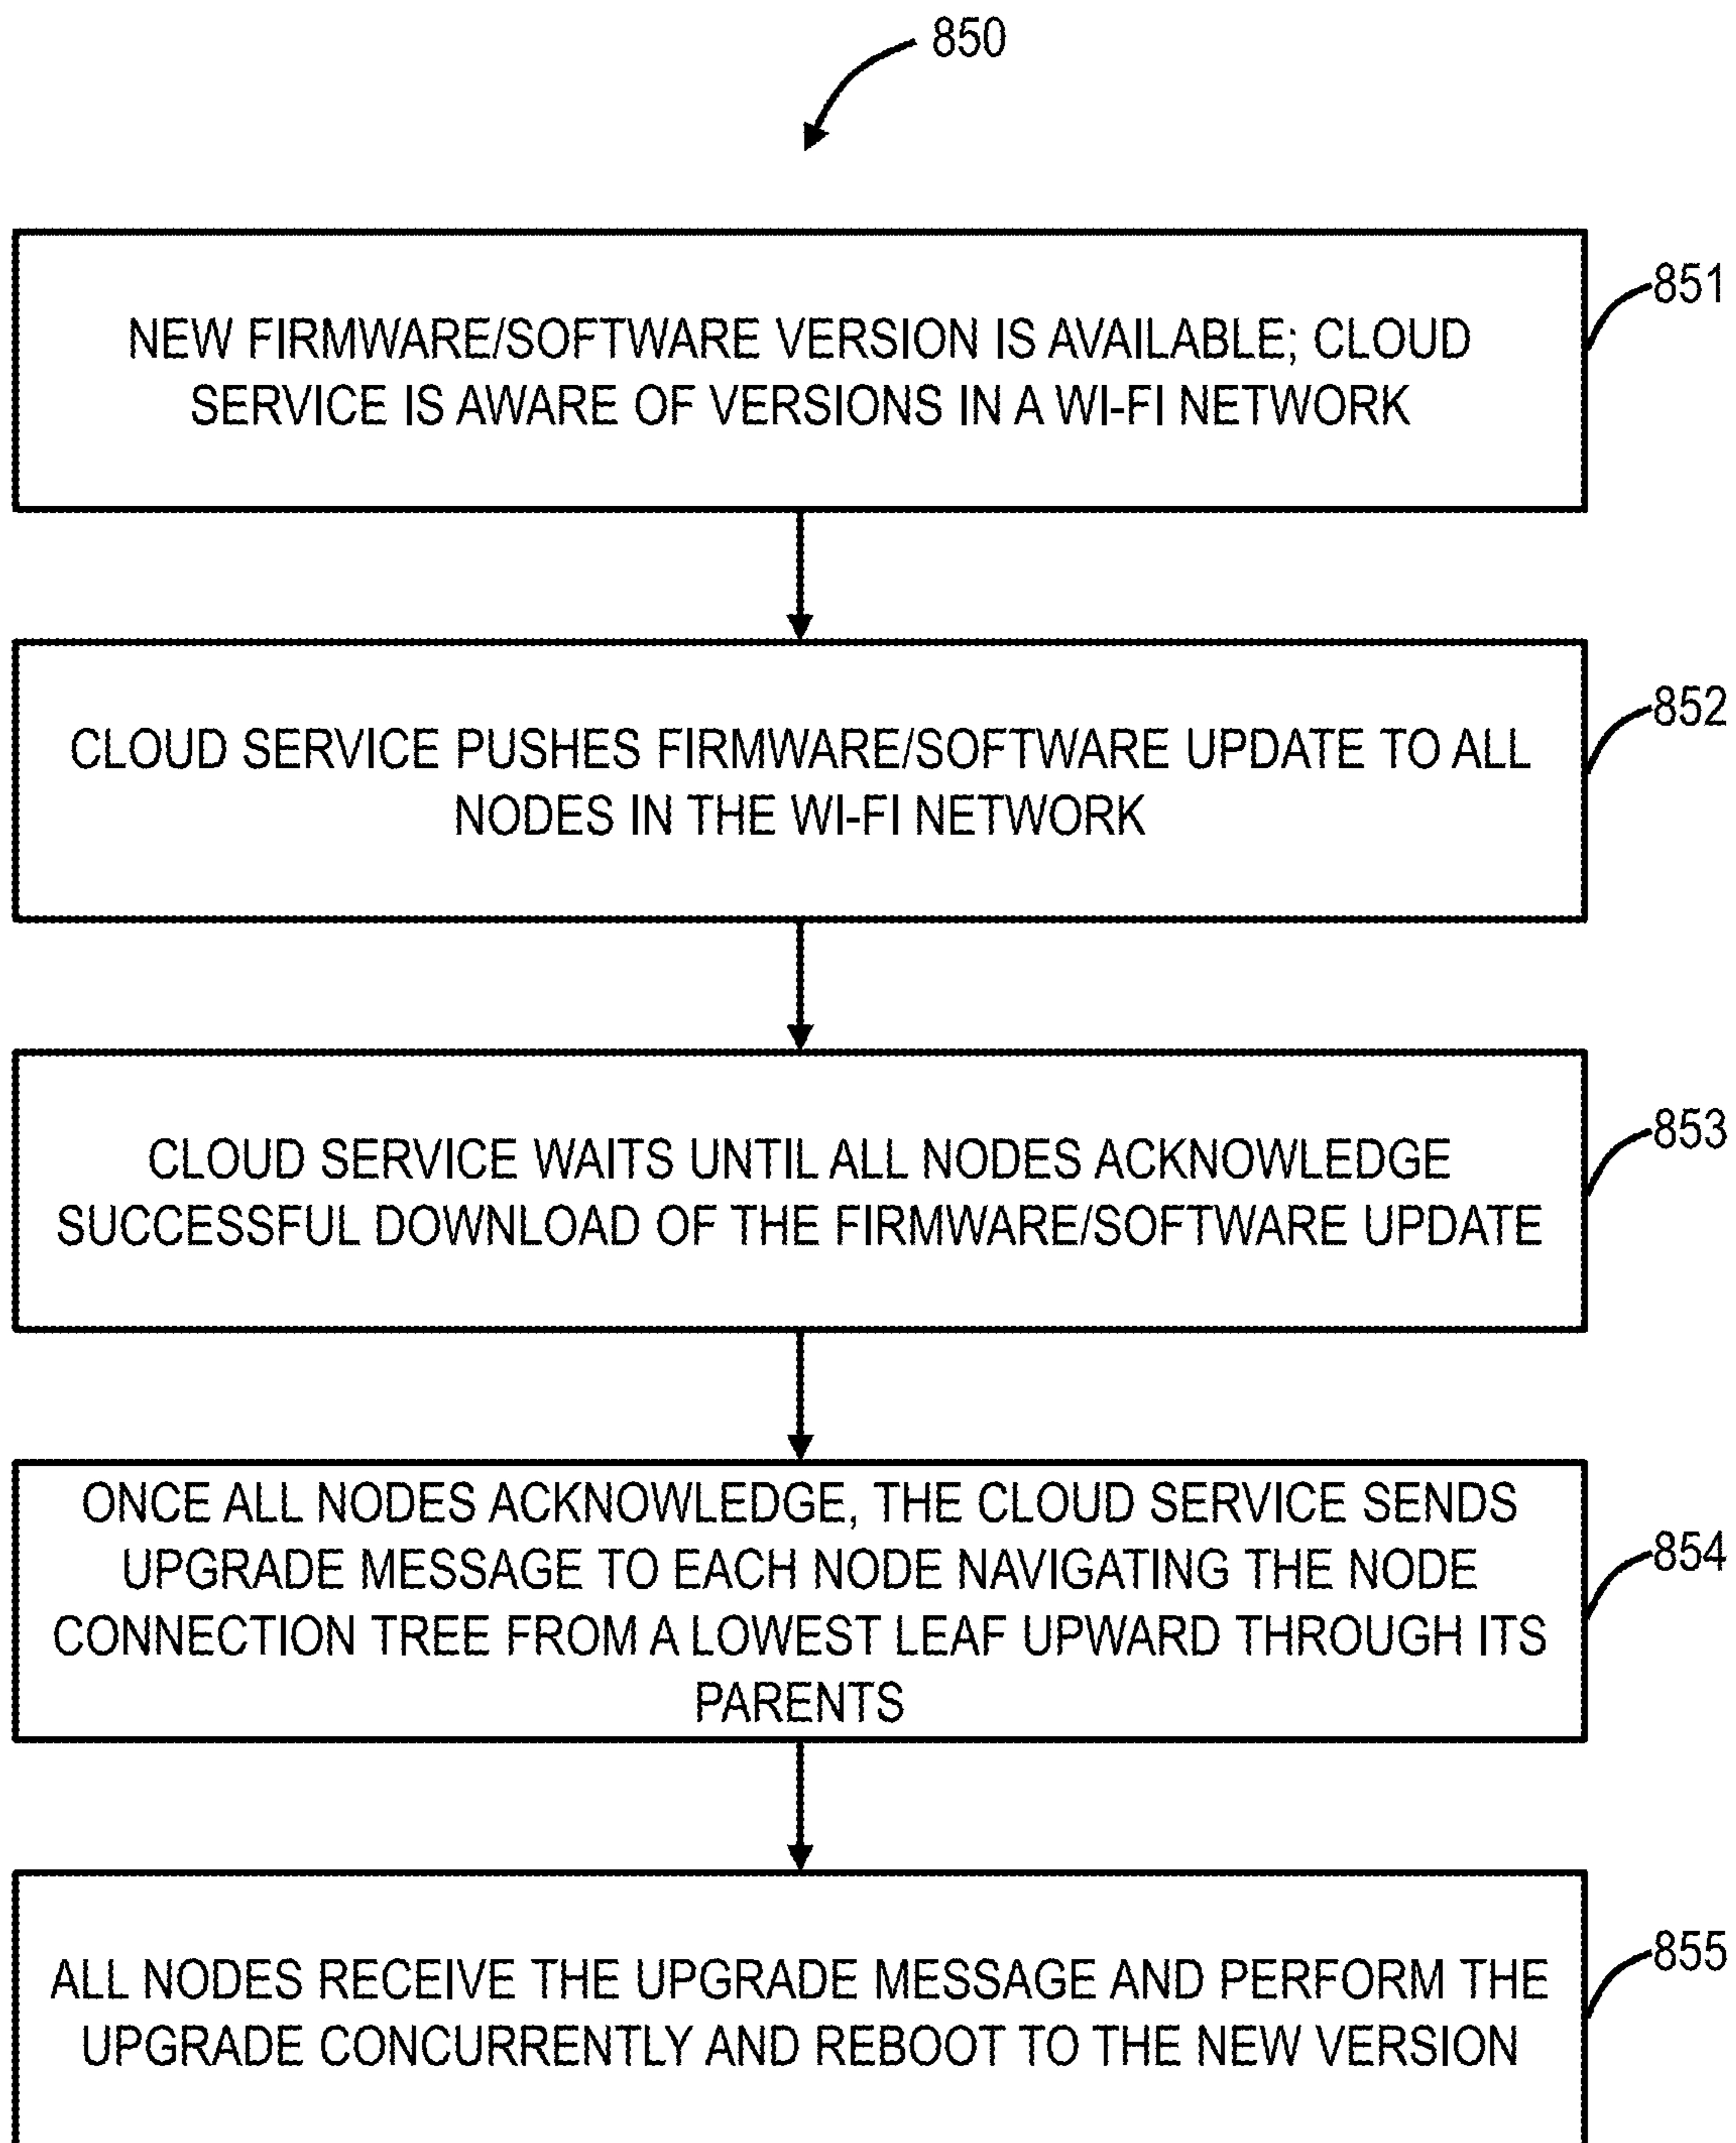 850
NEW FIRMWARE/SOFTWARE VERSION IS AVAILABLE; CLOUD
SERVICE IS AWARE OF VERSIONS IN A WI-FI NETWORK
851
CLOUD SERVICE PUSHES FIRMWARE/SOFTWARE UPDATE TO ALL
NODES IN THE WI-FI NETWORK
852
CLOUD SERVICE WAITS UNTIL ALL NODES ACKNOWLEDGE
SUCCESSFUL DOWNLOAD OF THE FIRMWARE/SOFTWARE UPDATE
853
ONCE ALL NODES ACKNOWLEDGE, THE CLOUD SERVICE SENDS
UPGRADE MESSAGE TO EACH NODE NAVIGATING THE NODE
CONNECTION TREE FROM A LOWEST LEAF UPWARD THROUGH ITS
PARENTS
854
ALL NODES RECEIVE THE UPGRADE MESSAGE AND PERFORM THE
UPGRADE CONCURRENTLY AND REBOOT TO THE NEW VERSION
855